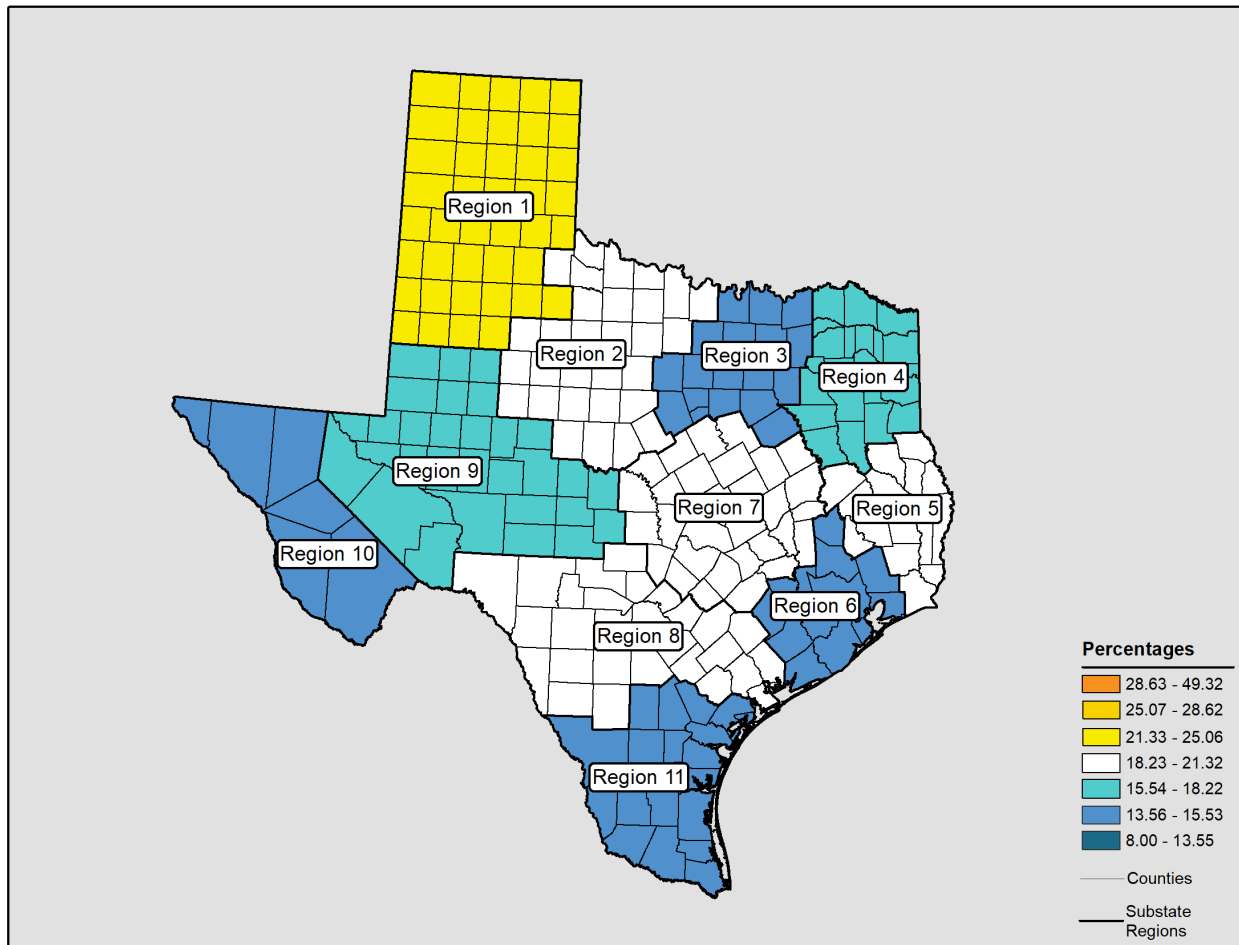 Region 1
Region 2
Region 3
Region 4
Region 9
Region 7
Region 5
Region 10
Region 6
Region 8
Region 11
Percentages
28.63 - 49.32
25.07 - 28.62
21.33 - 25.06
18.23 - 21.32
15.54 - 18.22
13.56 - 15.53
8.00 - 13.55
Counties
Substate
Regions